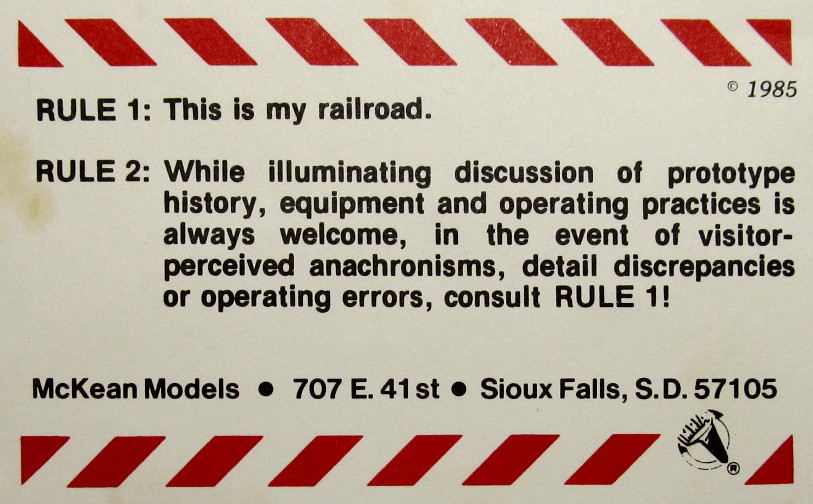 © 1985
RULE 1: This is my railroad.
RULE 2: While illuminating discussion of prototype
history, equipment and operating practices is
always welcome, in the event of visitor-
perceived anachronisms, detail discrepancies
or operating errors, consult RULE 1!
McKean Models ● 707 E. 41st ● Sioux Falls, S.D. 57105
®